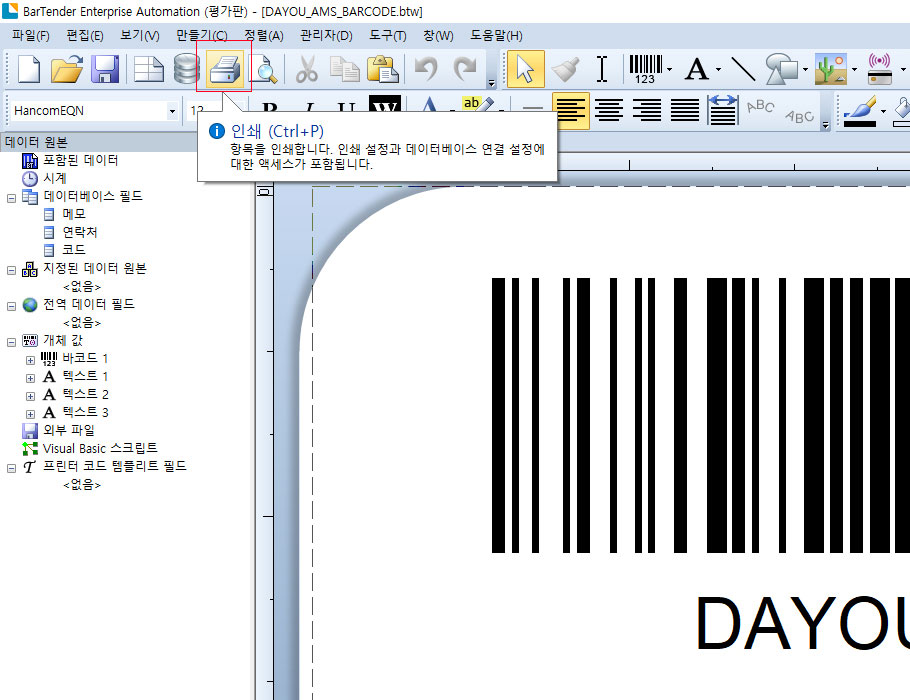 BarTender Enterprise Automation (평가판) - [DAYOU_AMS_BARCODE.btw]
파일(F) 편집(E) 보기(V) 만들기(C) 정렬(A) 관리자(D) 도구(T) 창(W) 도움말(H)
123 A
HancomEQN 12 ab ABC ABC
인쇄 (Ctrl+P)
항목을 인쇄합니다. 인쇄 설정과 데이터베이스 연결 설정에
대한 액세스가 포함됩니다.
데이터 원본
포함된 데이터
시계
데이터베이스 필드
메모
연락처
코드
지정된 데이터 원본
<없음>
전역 데이터 필드
<없음>
개체 값
바코드 1
텍스트 1
텍스트 2
텍스트 3
외부 파일
Visual Basic 스크립트
프린터 코드 템플리트 필드
<없음>
DAYOU